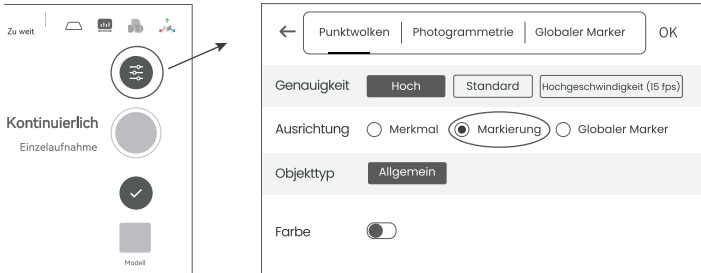 Zu weit
Kontinuierlich
Einzelaufnahme
Modell
Punktwolken Photogrammetrie Globaler Marker OK
Genauigkeit Hoch Standard Hochgeschwindigkeit (15 fps)
Ausrichtung Merkmal Markierung Globaler Marker
Objekttyp Allgemein
Farbe